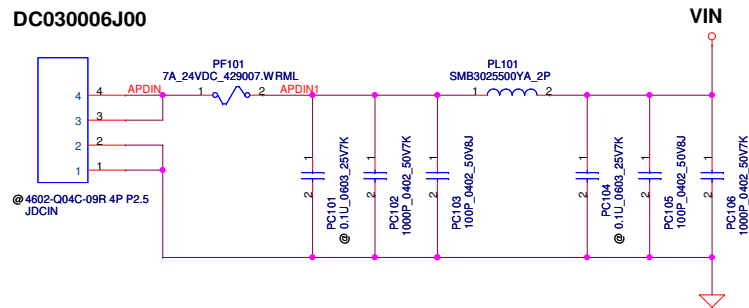 DC030006J00
VIN
PF101
7A_24VDC_429007.WRML
PL101
SMB3025500YA_2P
4 4 APDIN 1 2 APDIN1 1 2
3 3
2 2
1 1
@ 4602-Q04C-09R 4P P2.5
JDCIN
1 2 PC101
@ 0.1U_0603_25V7K
1 2 PC102
1000P_0402_50V7K
1 2 PC103
100P_0402_50V8J
1 2 PC104
@ 0.1U_0603_25V7K
1 2 PC105
100P_0402_50V8J
1 2 PC106
1000P_0402_50V7K